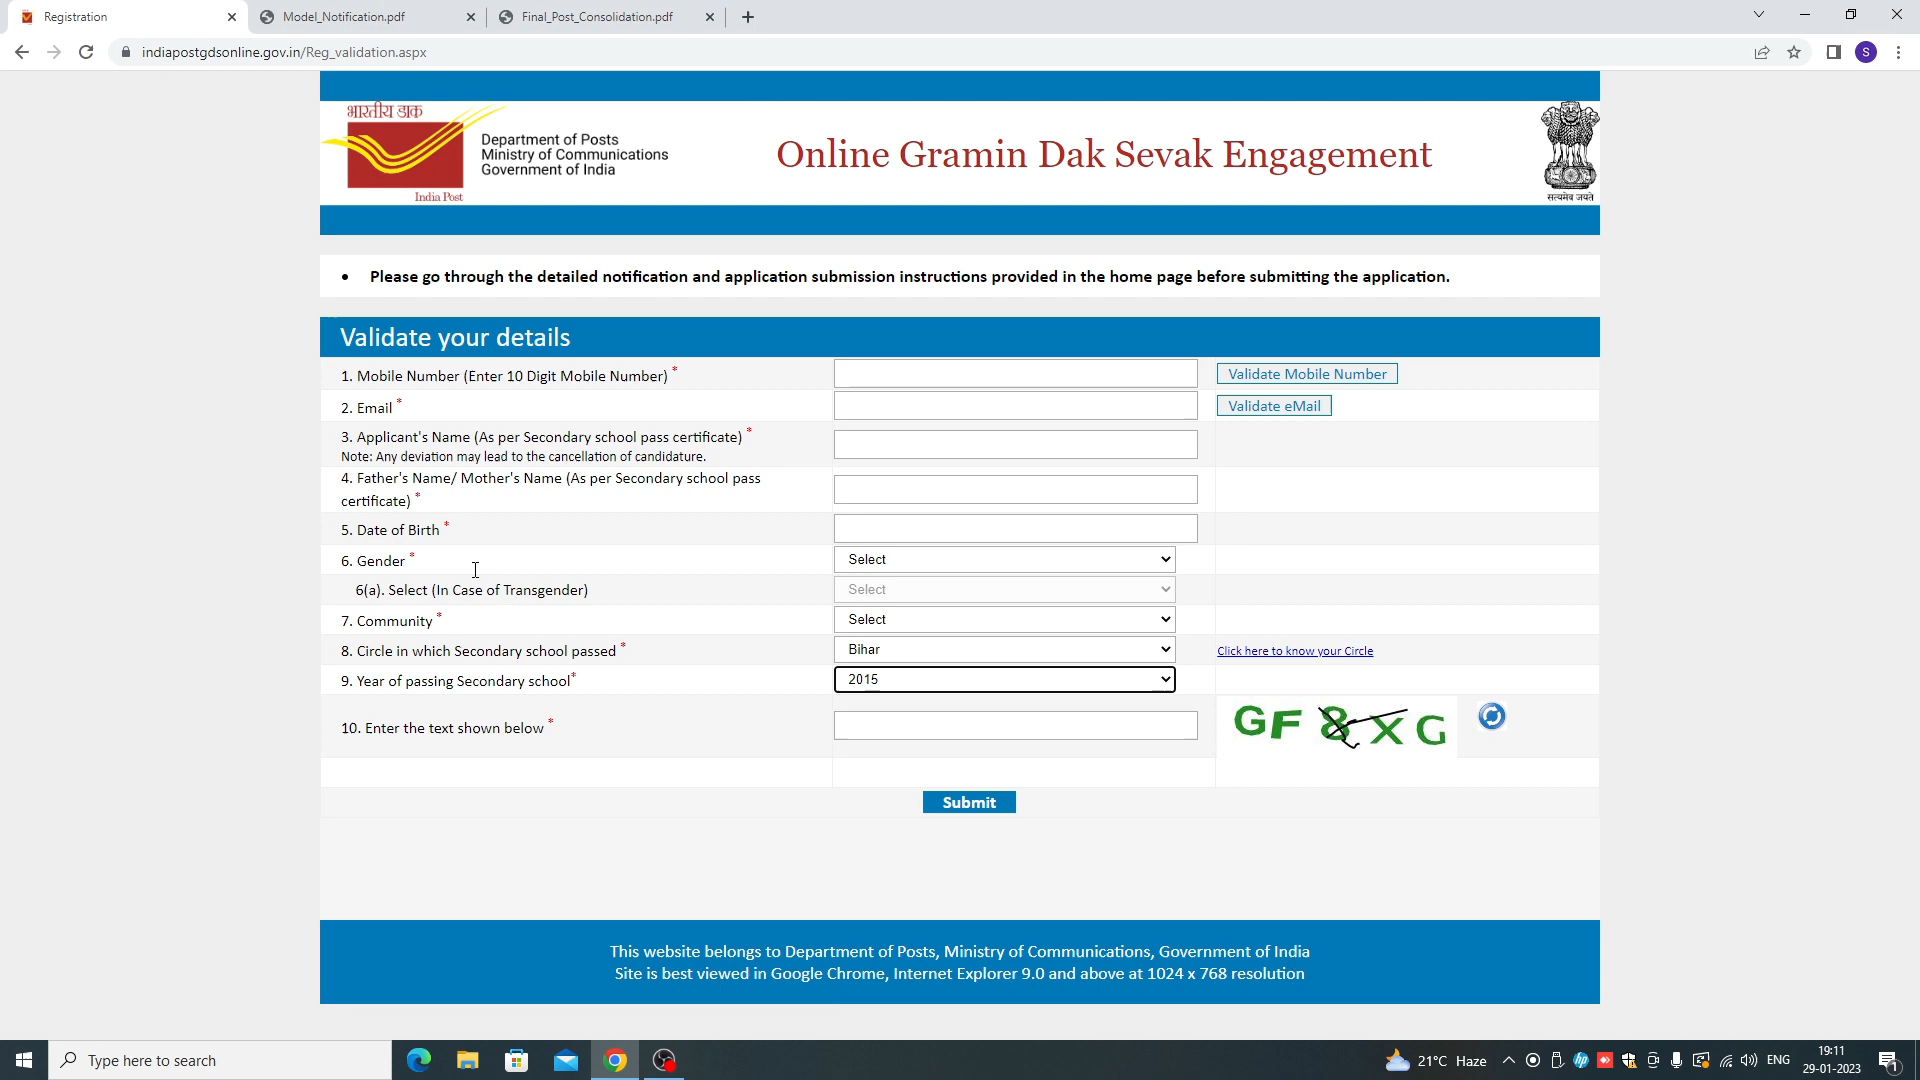 Registration
Model_Notification.pdf
Final_Post_Consolidation.pdf
indiapostgdsonline.gov.in/Reg_validation.aspx
S
भारतीय डाक
Department of Posts
Ministry of Communications
Government of India
India Post
Online Gramin Dak Sevak Engagement
सत्यमेव जयते
• Please go through the detailed notification and application submission instructions provided in the home page before submitting the application.
Validate your details
1. Mobile Number (Enter 10 Digit Mobile Number) *
Validate Mobile Number
2. Email *
Validate eMail
3. Applicant's Name (As per Secondary school pass certificate) *
Note: Any deviation may lead to the cancellation of candidature.
4. Father's Name/ Mother's Name (As per Secondary school pass
certificate) *
5. Date of Birth *
6. Gender *
Select
6(a). Select (In Case of Transgender)
Select
7. Community *
Select
8. Circle in which Secondary school passed *
Bihar
Click here to know your Circle
9. Year of passing Secondary school*
2015
10. Enter the text shown below *
GF8XG
Submit
This website belongs to Department of Posts, Ministry of Communications, Government of India
Site is best viewed in Google Chrome, Internet Explorer 9.0 and above at 1024 x 768 resolution
Type here to search
21°C Haze
ENG
19:11
29-01-2023
1